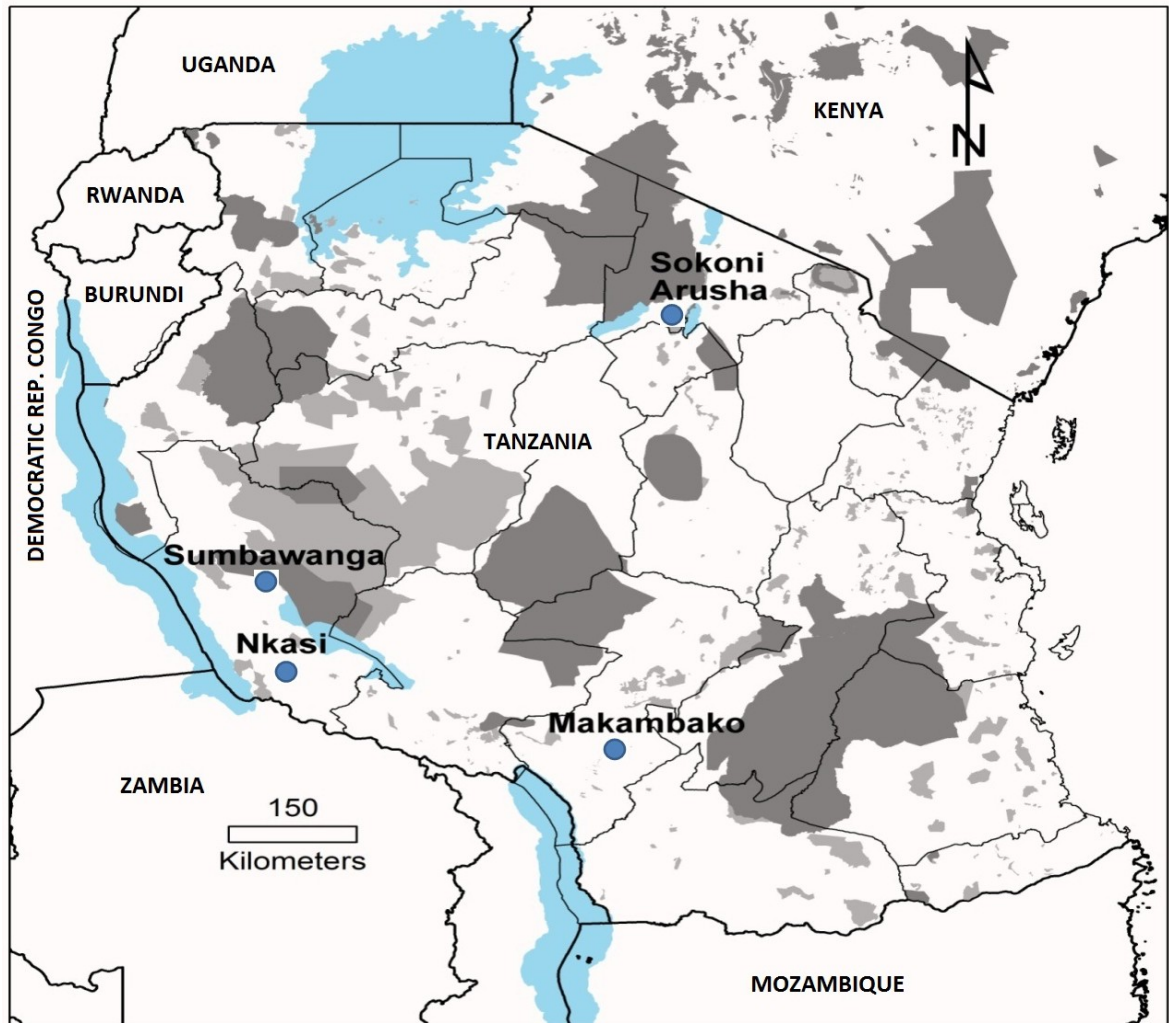 UGANDA
KENYA
N
RWANDA
Sokoni
Arusha
BURUNDI
DEMOCRATIC REP. CONGO
TANZANIA
Sumbawanga
Nkasi
Makambako
ZAMBIA
150
Kilometers
MOZAMBIQUE